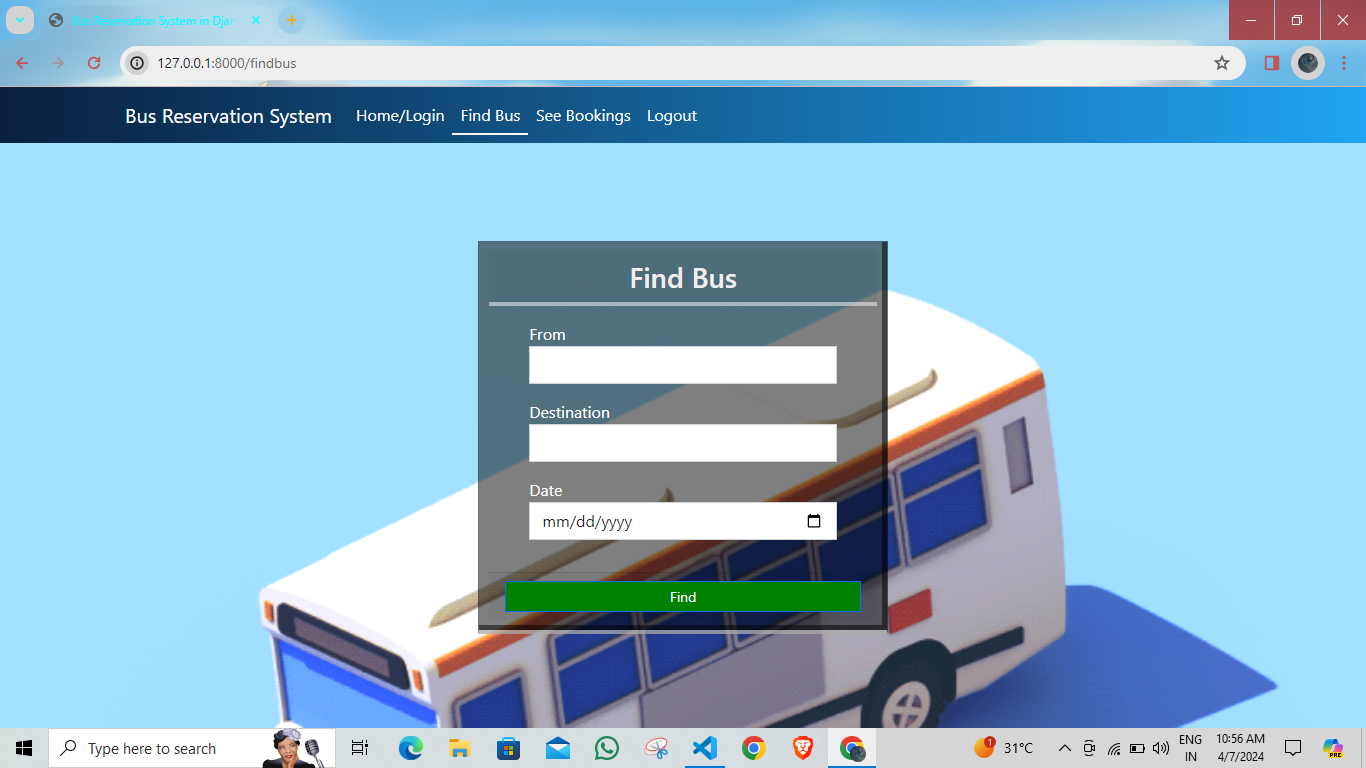 Bus Reservation System in Djan
127.0.0.1:8000/findbus
Bus Reservation System Home/Login Find Bus See Bookings Logout
Find Bus
From
Destination
Date
mm/dd/yyyy
Find
Type here to search
1
31°C
ENG
IN
10:56 AM
4/7/2024
PRE